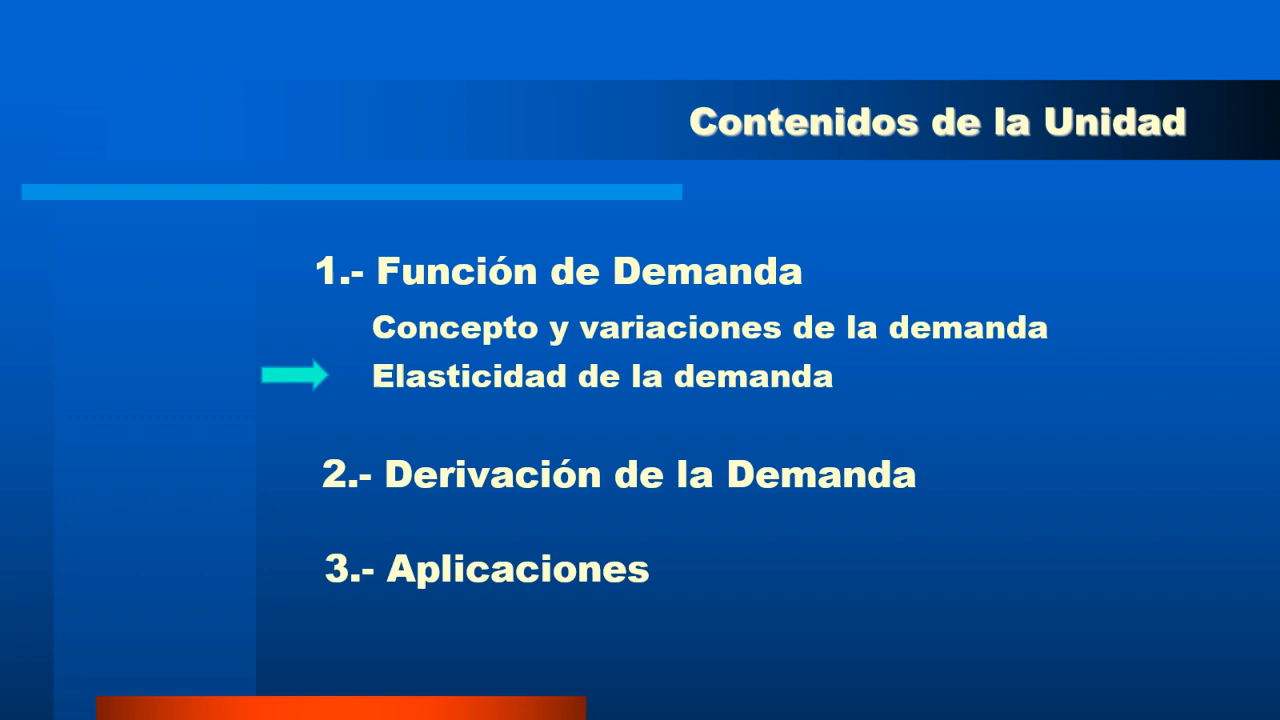 Contenidos de la Unidad
1.- Función de Demanda
Concepto y variaciones de la demanda
Elasticidad de la demanda
2.- Derivación de la Demanda
3.- Aplicaciones